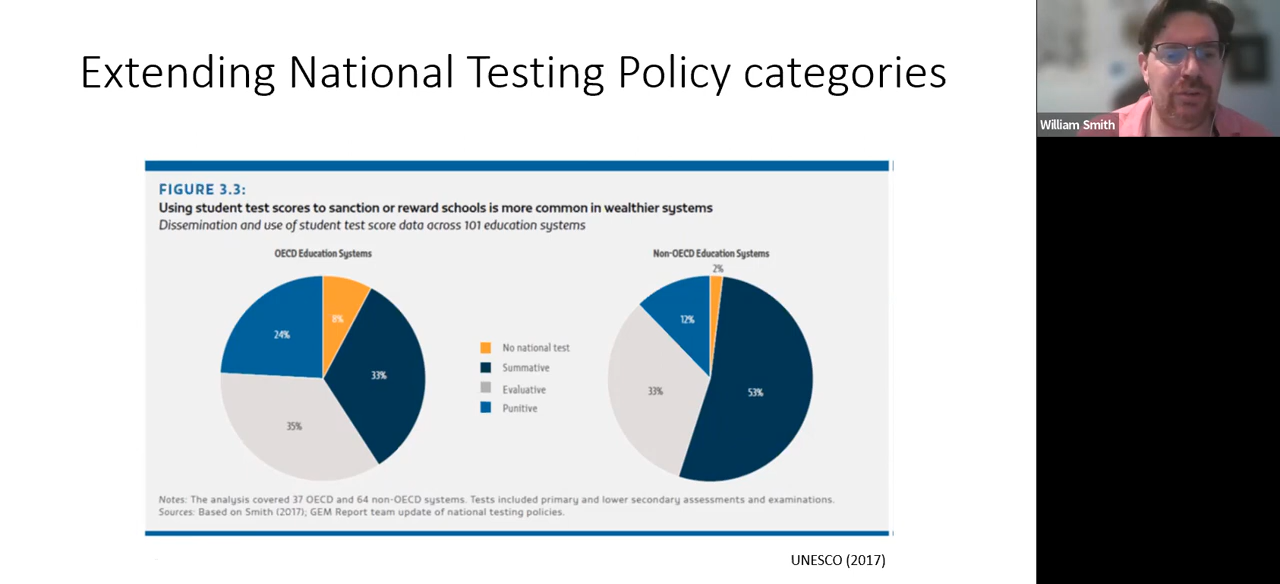 Extending National Testing Policy categories
William Smith
FIGURE 3.3:
Using student test scores to sanction or reward schools is more common in wealthier systems
Dissemination and use of student test score data across 101 education systems
OECD Education Systems
Non-OECD Education Systems
8%
33%
35%
24%
No national test
Summative
Evaluative
Punitive
2%
53%
33%
12%
Notes: The analysis covered 37 OECD and 64 non-OECD systems. Tests included primary and lower secondary assessments and examinations.
Sources: Based on Smith (2017); GEM Report team update of national testing policies.
UNESCO (2017)